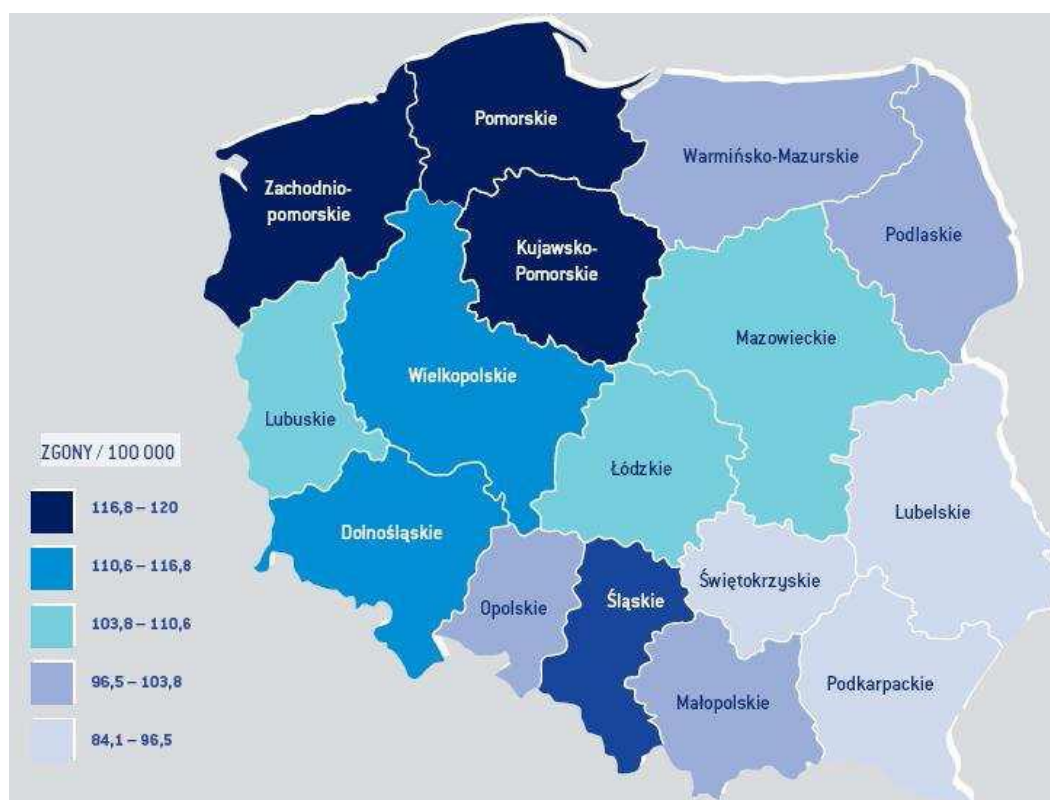 Pomorskie
Warmińsko-Mazurskie
Zachodnio-
pomorskie
Kujawsko-
Pomorskie
Podlaskie
Mazowieckie
Wielkopolskie
Lubuskie
Łódzkie
Lubelskie
Dolnośląskie
Świętokrzyskie
Opolskie
Śląskie
Podkarpackie
Małopolskie
ZGONY / 100 000
116,8 – 120
110,6 – 116,8
103,8 – 110,6
96,5 – 103,8
84,1 – 96,5